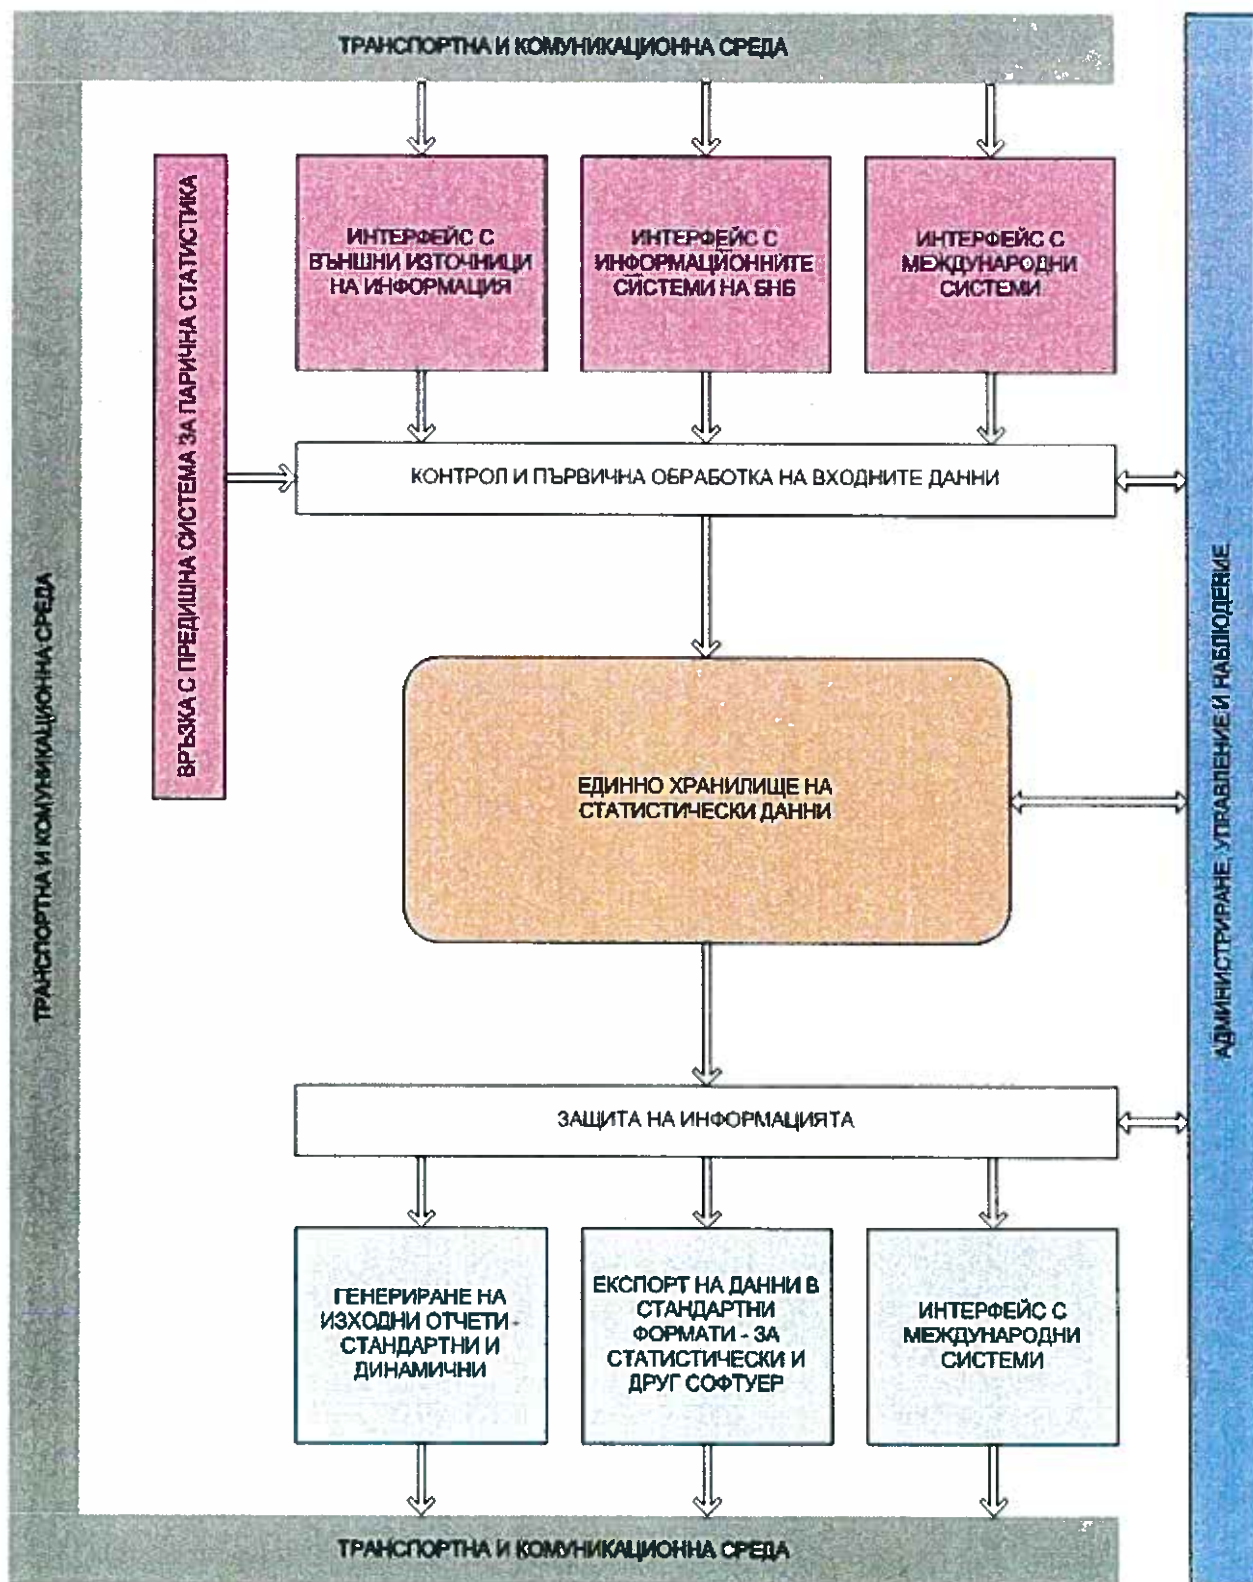 ТРАНСПОРТНА И КОМУНИКАЦИОННА СРЕДА
ТРАНСПОРТНА И КОМУНИКАЦИОННА СРЕДА
ВРЪЗКА С ПРЕДИШНА СИСТЕМА ЗА ПАРИЧНА СТАТИСТИКА
ИНТЕРФЕЙС С
ВЪНШНИ ИЗТОЧНИЦИ
НА ИНФОРМАЦИЯ
ИНТЕРФЕЙС С
ИНФОРМАЦИОННИТЕ
СИСТЕМИ НА БНБ
ИНТЕРФЕЙС С
МЕЖДУНАРОДНИ
СИСТЕМИ
КОНТРОЛ И ПЪРВИЧНА ОБРАБОТКА НА ВХОДНИТЕ ДАННИ
АДМИНИСТРИРАНЕ, УПРАВЛЕНИЕ И НАБЛЮДЕНИЕ
ЕДИННО ХРАНИЛИЩЕ НА
СТАТИСТИЧЕСКИ ДАННИ
ЗАЩИТА НА ИНФОРМАЦИЯТА
ГЕНЕРИРАНЕ НА
ИЗХОДНИ ОТЧЕТИ -
СТАНДАРТНИ И
ДИНАМИЧНИ
ЕКСПОРТ НА ДАННИ В
СТАНДАРТНИ
ФОРМАТИ - ЗА
СТАТИСТИЧЕСКИ И
ДРУГ СОФТУЕР
ИНТЕРФЕЙС С
МЕЖДУНАРОДНИ
СИСТЕМИ
ТРАНСПОРТНА И КОМУНИКАЦИОННА СРЕДА